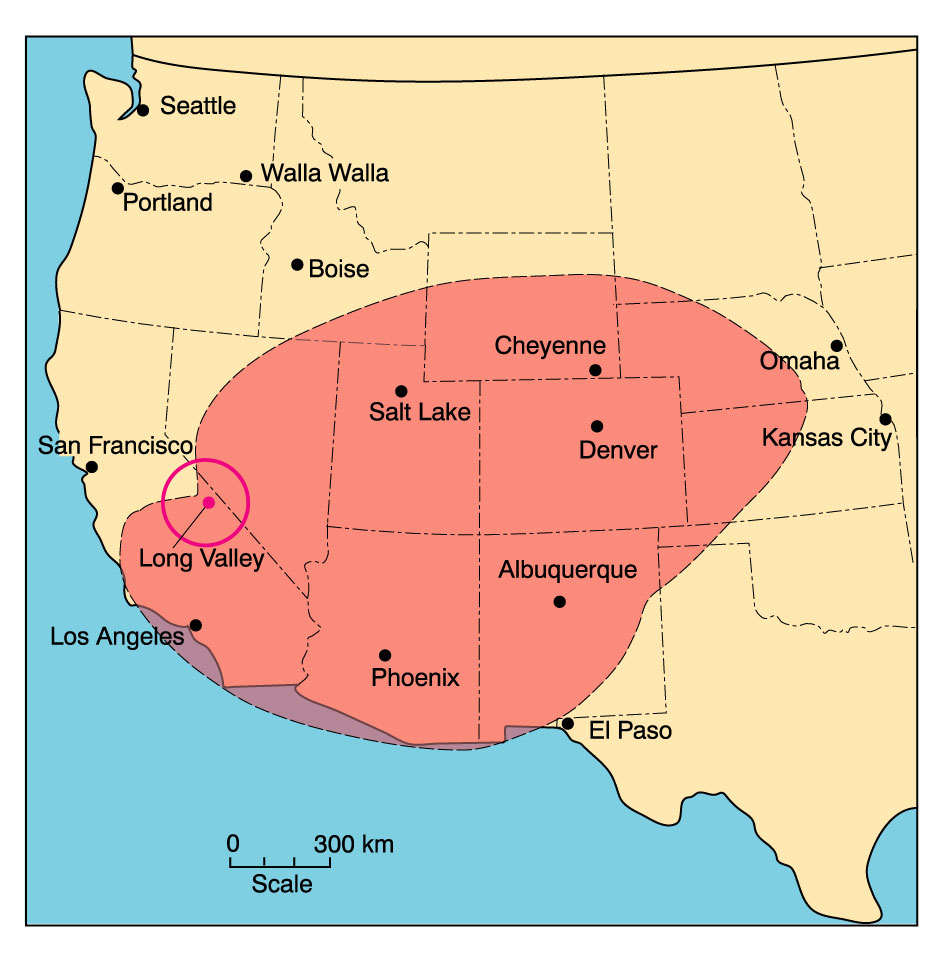 Seattle
Walla Walla
Portland
Boise
Cheyenne
Omaha
Salt Lake
San Francisco
Kansas City
Denver
Long Valley
Albuquerque
Los Angeles
Phoenix
El Paso
0 300 km
Scale